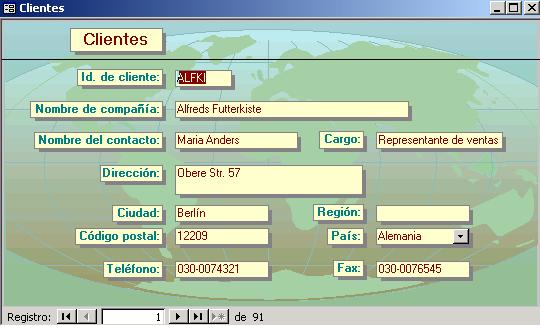 Clientes
Clientes
Id. de cliente: ALFKI
Nombre de compañía: Alfreds Futterkiste
Nombre del contacto: Maria Anders Cargo: Representante de ventas
Dirección: Obere Str. 57
Ciudad: Berlín Región:
Código postal: 12209 País: Alemania
Teléfono: 030-0074321 Fax: 030-0076545
Registro: 1 de 91